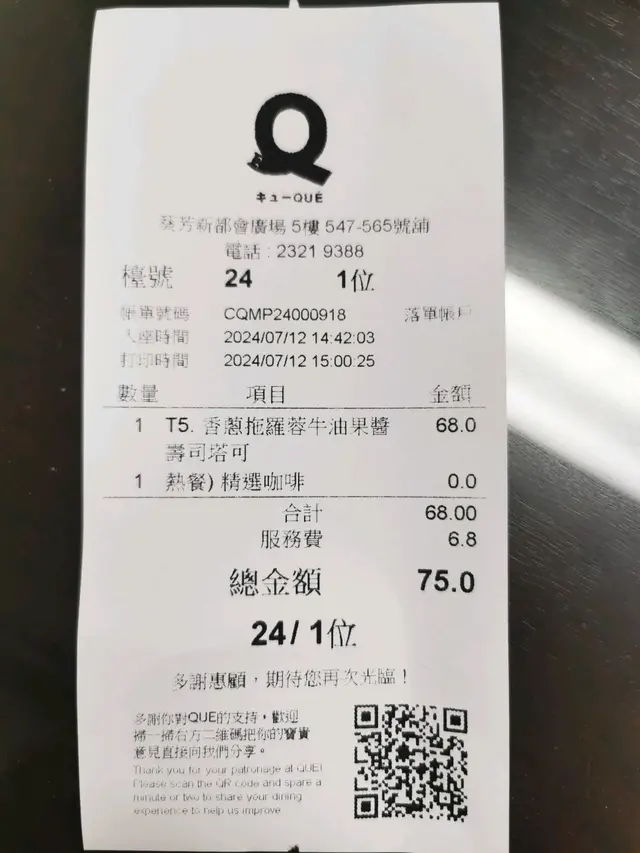 Q
キューQUE
葵芳新都會廣場 5樓 547-565號舖
電話 : 2321 9388
檯號 24 1位
帳單號碼 CQMP24000918 落單帳戶
入座時間 2024/07/12 14:42:03
打印時間 2024/07/12 15:00:25
數量 項目 金額
1 T5. 香蔥拖羅蓉牛油果醬 68.0
壽司塔可
1 熱餐) 精選咖啡 0.0
合計 68.00
服務費 6.8
總金額 75.0
24/ 1位
多謝惠顧，期待您再次光臨！
多謝你對QUE的支持，歡迎
掃一掃右方二維碼把你的寶貴
意見直接向我們分享。
Thank you for your patronage at QUE!
Please scan the QR code and spare a
minute or two to share your dining
experience to help us improve